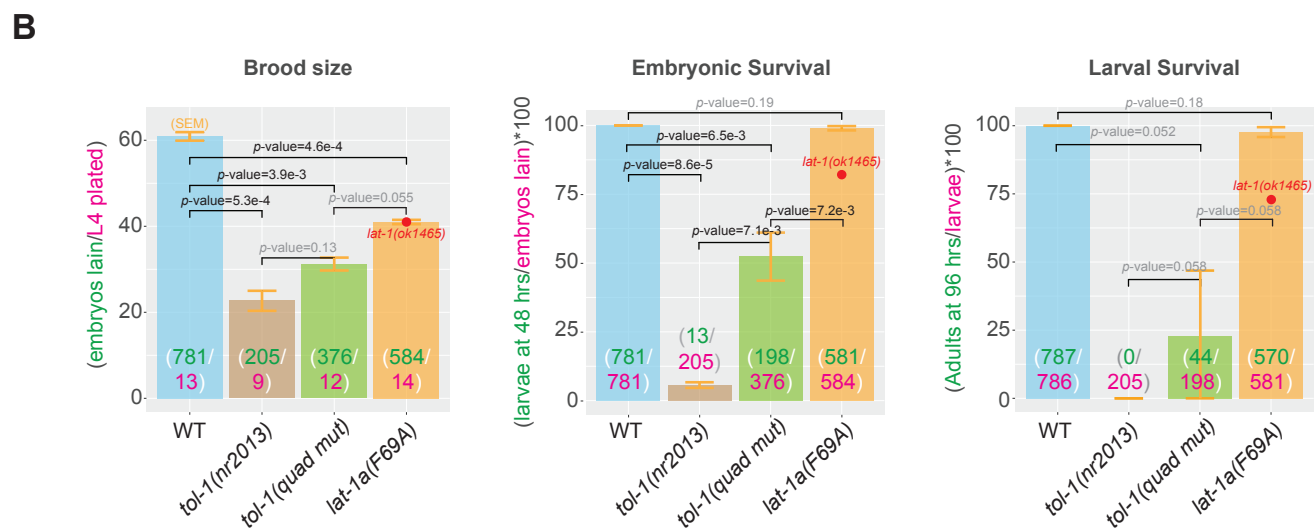 B
Brood size
(embryos lain/L4 plated)
60
40
20
0
(SEM)
p-value=4.6e-4
p-value=3.9e-3
p-value=0.055
p-value=5.3e-4
lat-1(ok1465)
p-value=0.13
(781/
13)
(205/
9)
(376/
12)
(584/
14)
WT
tol-1(nr2013)
tol-1(quad mut)
lat-1a(F69A)
Embryonic Survival
(larvae at 48 hrs/embryos lain)*100
100
75
50
25
0
p-value=0.19
p-value=6.5e-3
p-value=8.6e-5
lat-1(ok1465)
p-value=7.2e-3
p-value=7.1e-3
(781/
781)
(13/
205)
(198/
376)
(581/
584)
WT
tol-1(nr2013)
tol-1(quad mut)
lat-1a(F69A)
Larval Survival
(Adults at 96 hrs/larvae)*100
100
75
50
25
0
p-value=0.18
p-value=0.052
lat-1(ok1465)
p-value=0.058
p-value=0.058
(787/
786)
(0/
205)
(44/
198)
(570/
581)
WT
tol-1(nr2013)
tol-1(quad mut)
lat-1a(F69A)